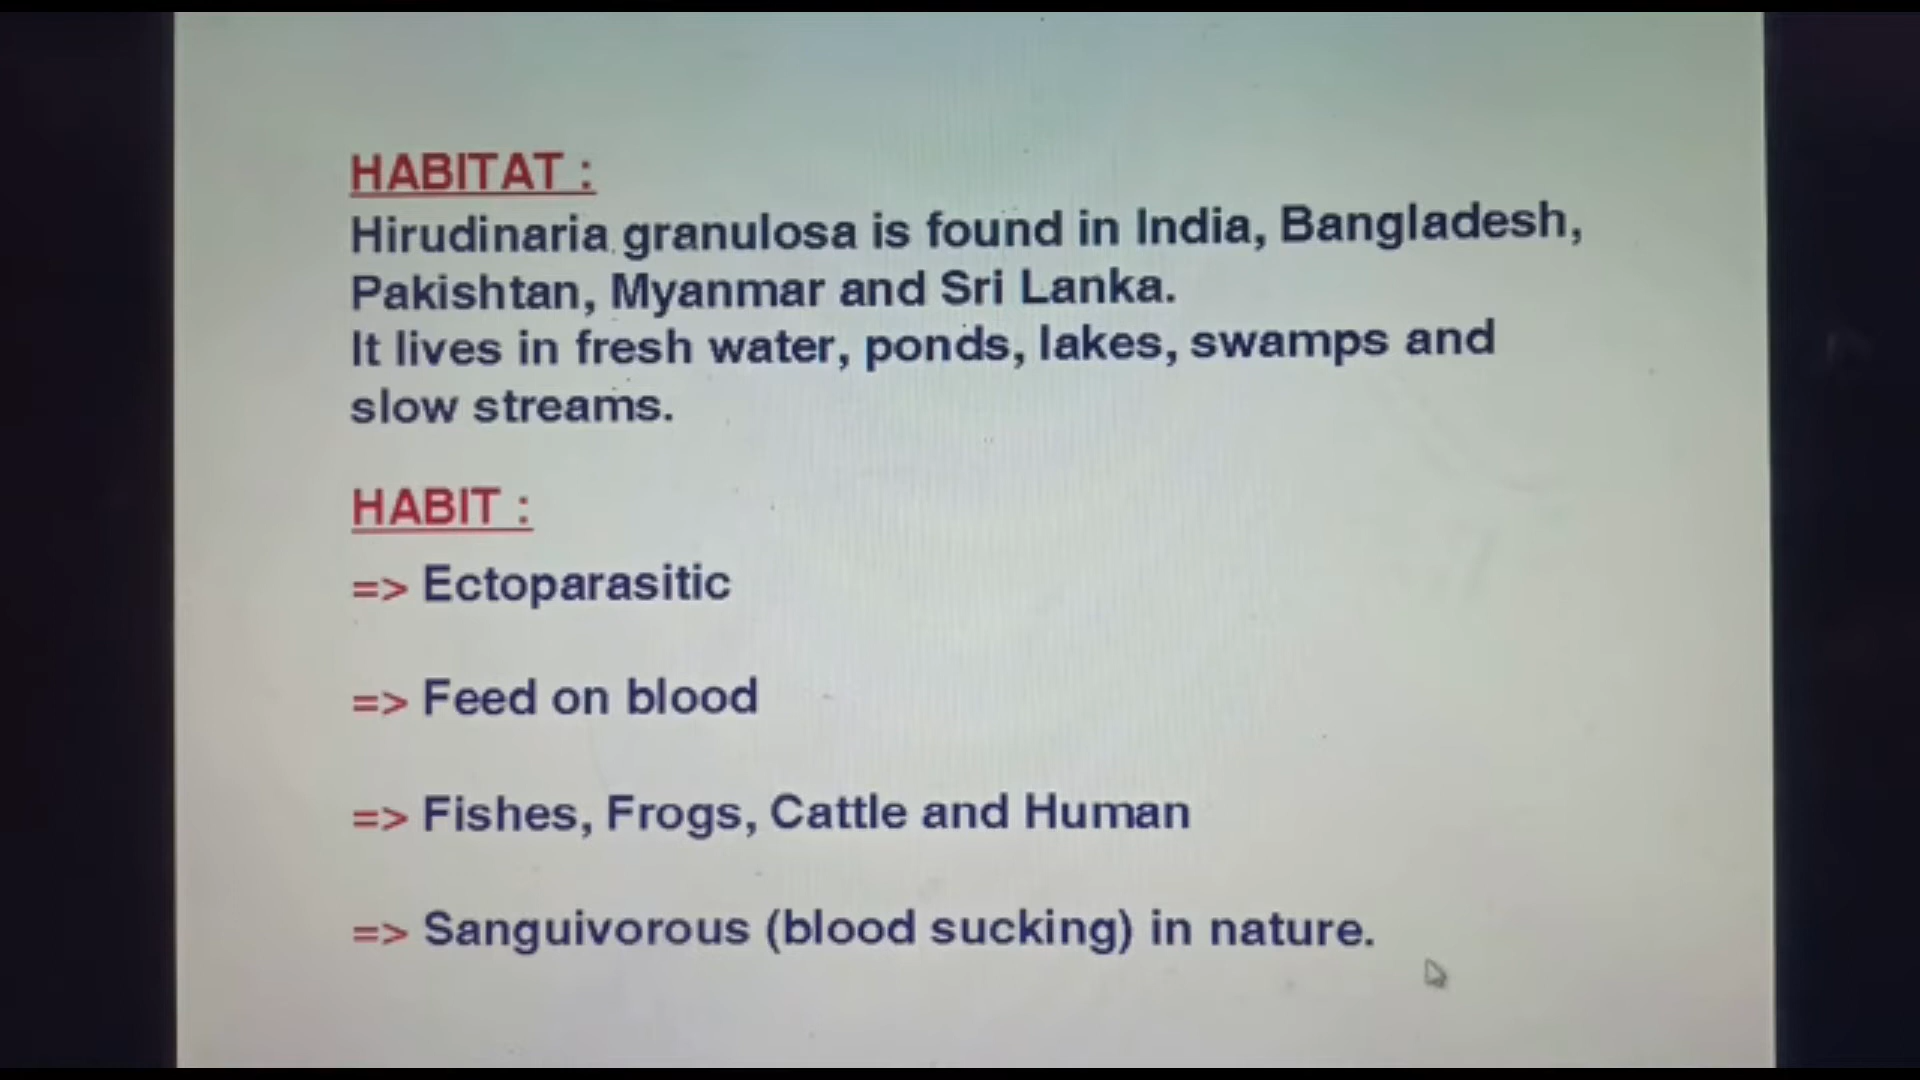 HABITAT :
Hirudinaria granulosa is found in India, Bangladesh,
Pakishtan, Myanmar and Sri Lanka.
It lives in fresh water, ponds, lakes, swamps and
slow streams.
HABIT :
=> Ectoparasitic
=> Feed on blood
=> Fishes, Frogs, Cattle and Human
=> Sanguivorous (blood sucking) in nature.